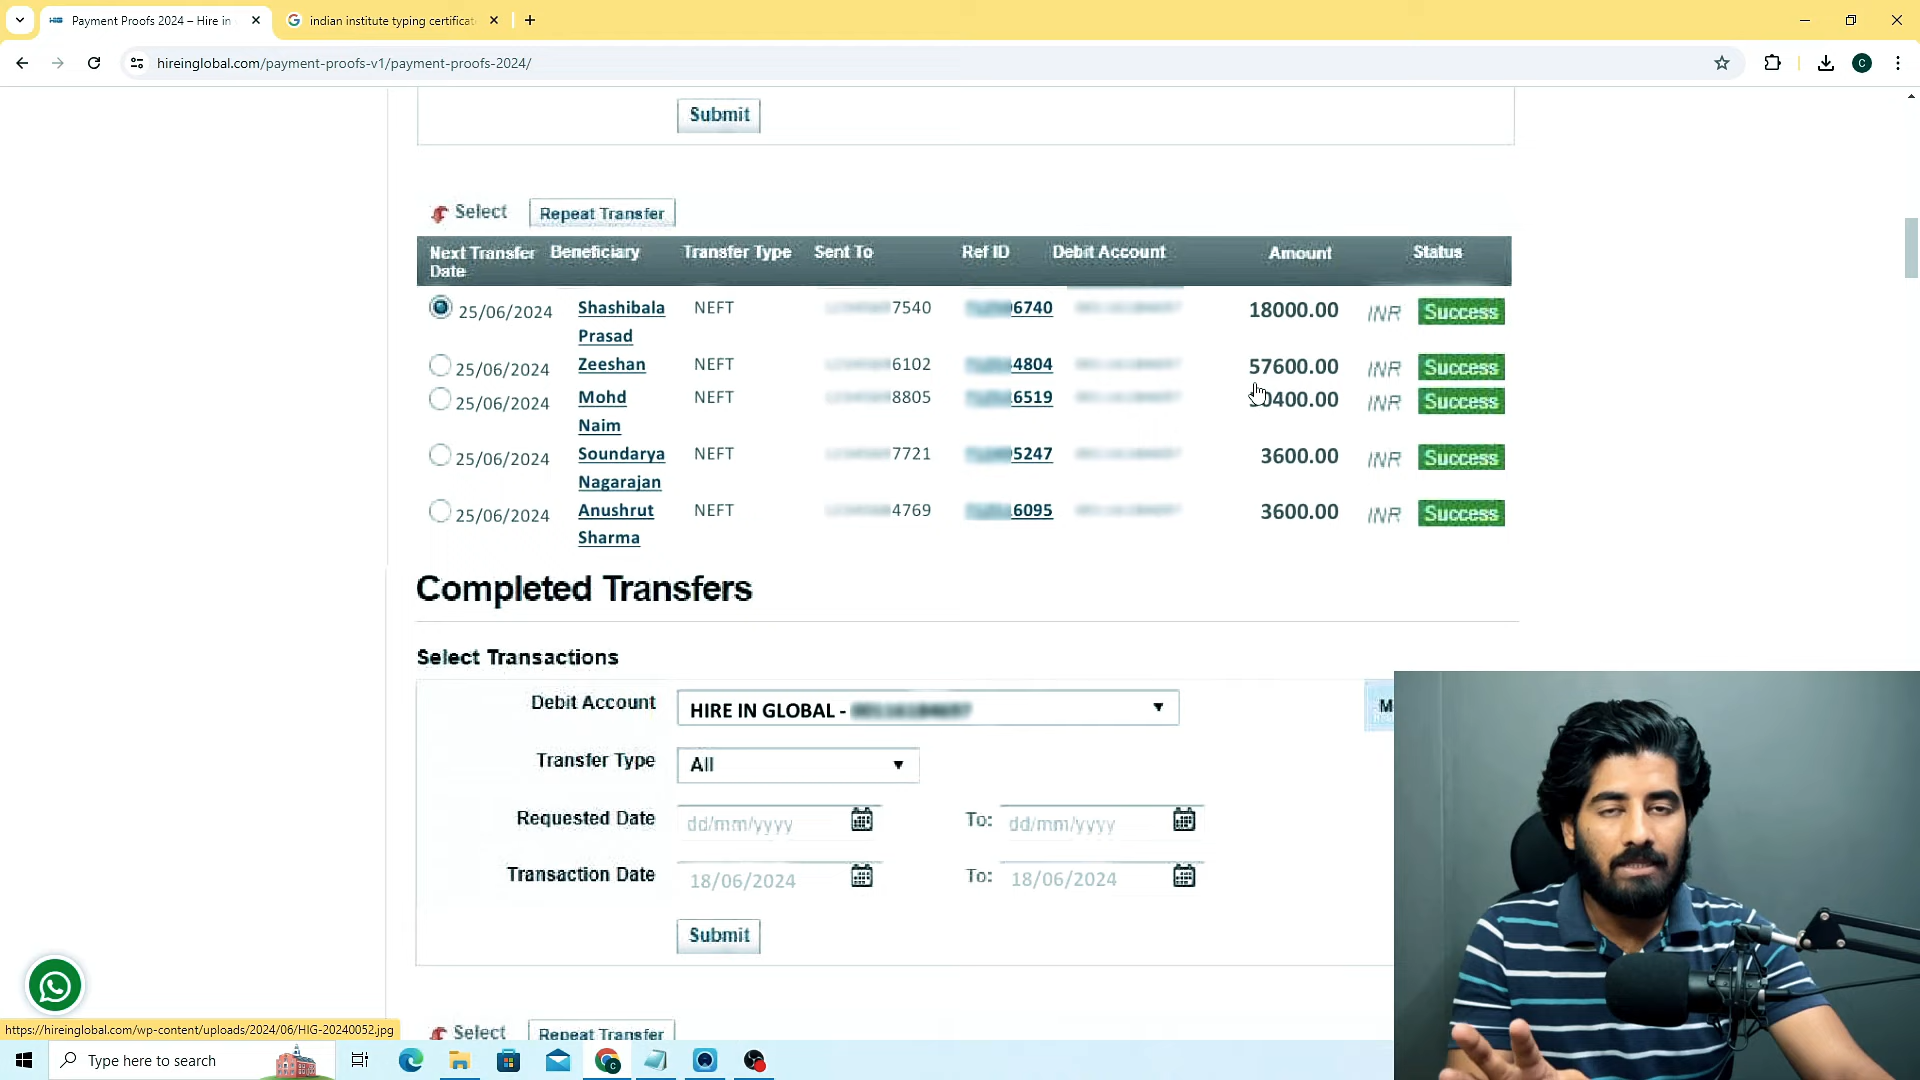 Payment Proofs 2024 – Hire in
indian institute typing certificat
hireinglobal.com/payment-proofs-v1/payment-proofs-2024/
C
Submit
Select Repeat Transfer
Next Transfer Date Beneficiary Transfer Type Sent To Ref ID Debit Account Amount Status
25/06/2024 Shashibala Prasad NEFT 7540 6740 18000.00 INR Success
25/06/2024 Zeeshan NEFT 6102 4804 57600.00 INR Success
25/06/2024 Mohd Naim NEFT 8805 6519 0400.00 INR Success
25/06/2024 Soundarya Nagarajan NEFT 7721 5247 3600.00 INR Success
25/06/2024 Anushrut Sharma NEFT 4769 6095 3600.00 INR Success
Completed Transfers
Select Transactions
Debit Account HIRE IN GLOBAL -
Transfer Type All
Requested Date dd/mm/yyyy To: dd/mm/yyyy
Transaction Date 18/06/2024 To: 18/06/2024
Submit
Select Repeat Transfer
https://hireinglobal.com/wp-content/uploads/2024/06/HIG-20240052.jpg
Type here to search